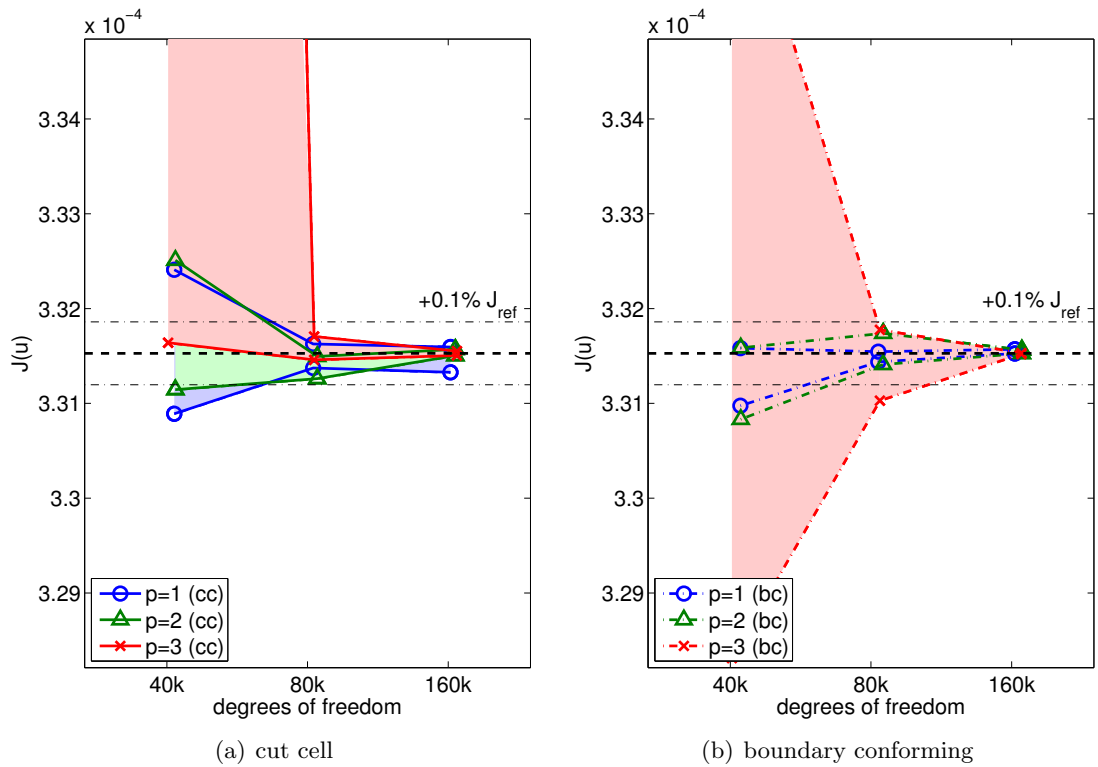 x 10⁻⁴
3.34
3.33
3.32
3.31
3.3
3.29
J(u)
+0.1% J_ref
p=1 (cc)
p=2 (cc)
p=3 (cc)
40k 80k 160k
degrees of freedom
(a) cut cell
x 10⁻⁴
3.34
3.33
3.32
3.31
3.3
3.29
J(u)
+0.1% J_ref
p=1 (bc)
p=2 (bc)
p=3 (bc)
40k 80k 160k
degrees of freedom
(b) boundary conforming